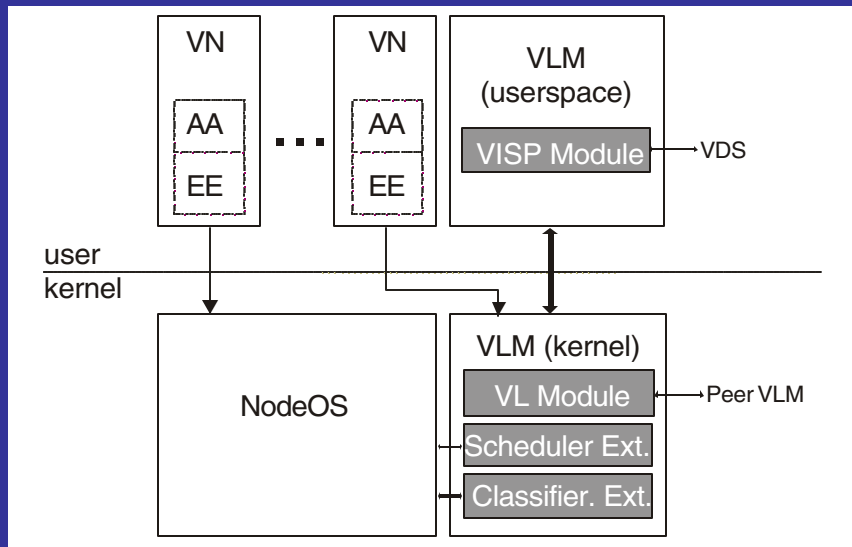 VN
VN
VLM
(userspace)
AA
AA
VISP Module
VDS
EE
EE
user
kernel
VLM (kernel)
NodeOS
VL Module
Peer VLM
Scheduler Ext.
Classifier. Ext.